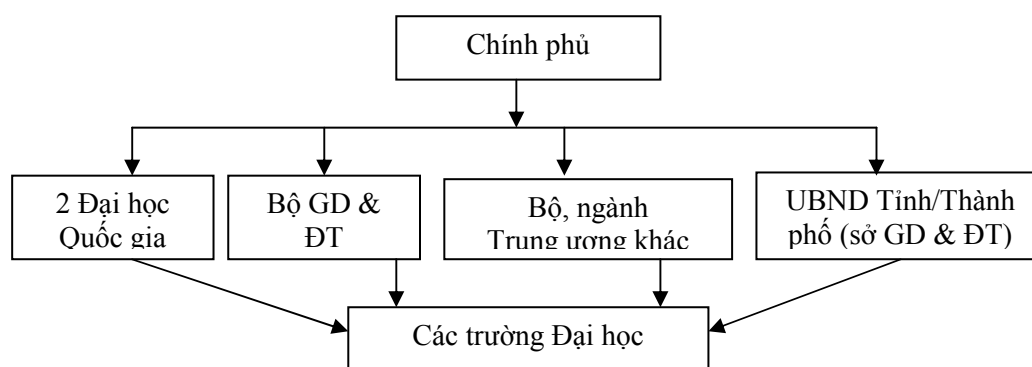 Chính phủ
2 Đại học
Quốc gia
Bộ GD &
ĐT
Bộ, ngành
Trung ương khác
UBND Tỉnh/Thành
phố (sở GD & ĐT)
Các trường Đại học